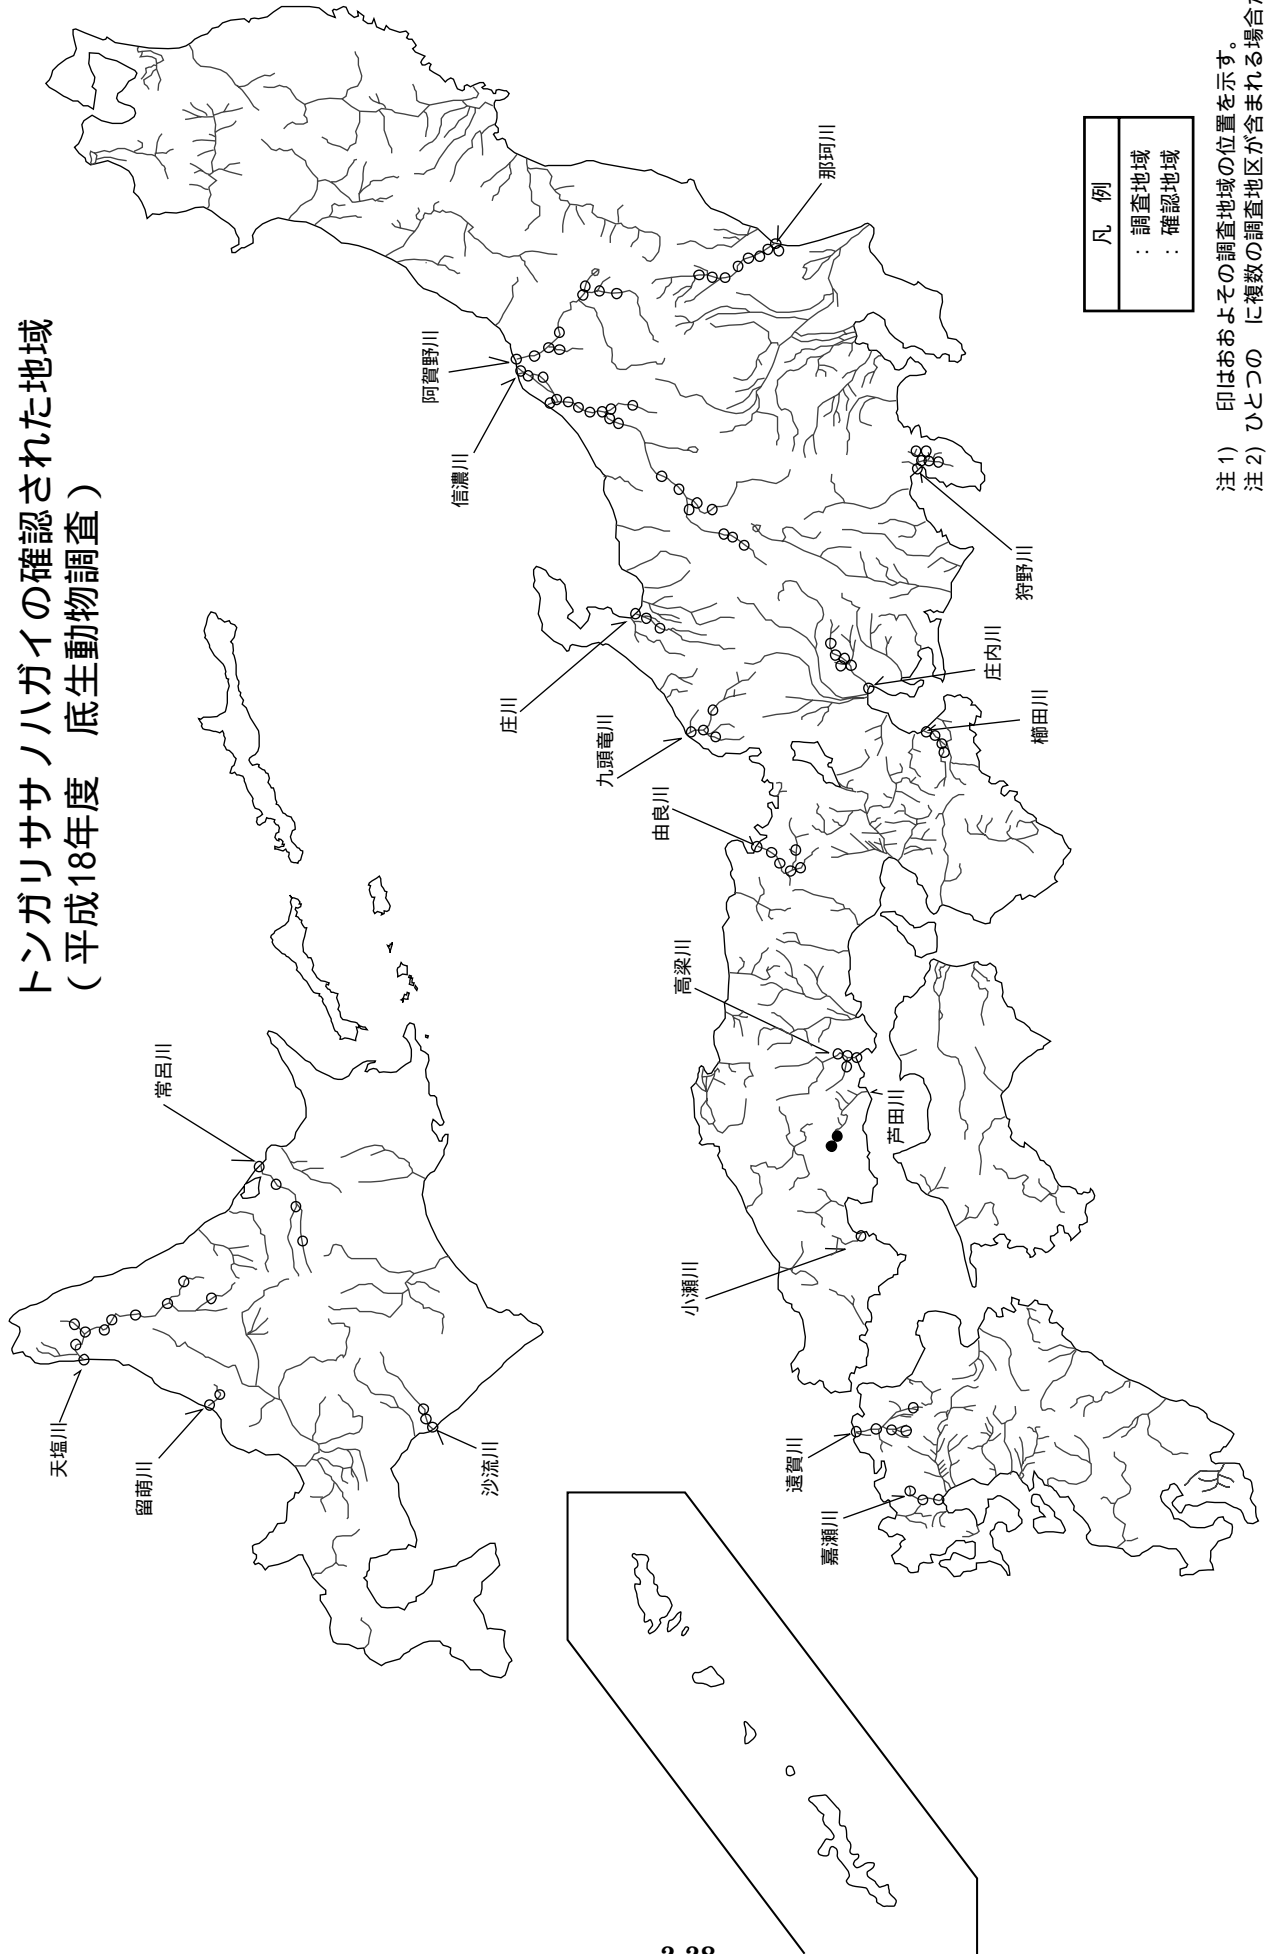 トンガリササノハガイの確認された地域
（平成18年度　底生動物調査）
常呂川
天塩川
留萌川
沙流川
阿賀野川
信濃川
那珂川
庄川
九頭竜川
由良川
高梁川
芦田川
小瀬川
遠賀川
嘉瀬川
狩野川
庄内川
櫛田川
凡　例
：調査地域
：確認地域
注1）　印はおおよその調査地域の位置を示す。
注2）ひとつの　に複数の調査地区が含まれる場合